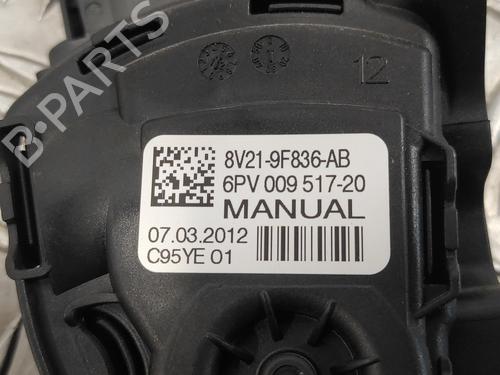 12
8V21-9F836-AB
6PV 009 517-20
MANUAL
07.03.2012
C95YE 01
B-PARTS